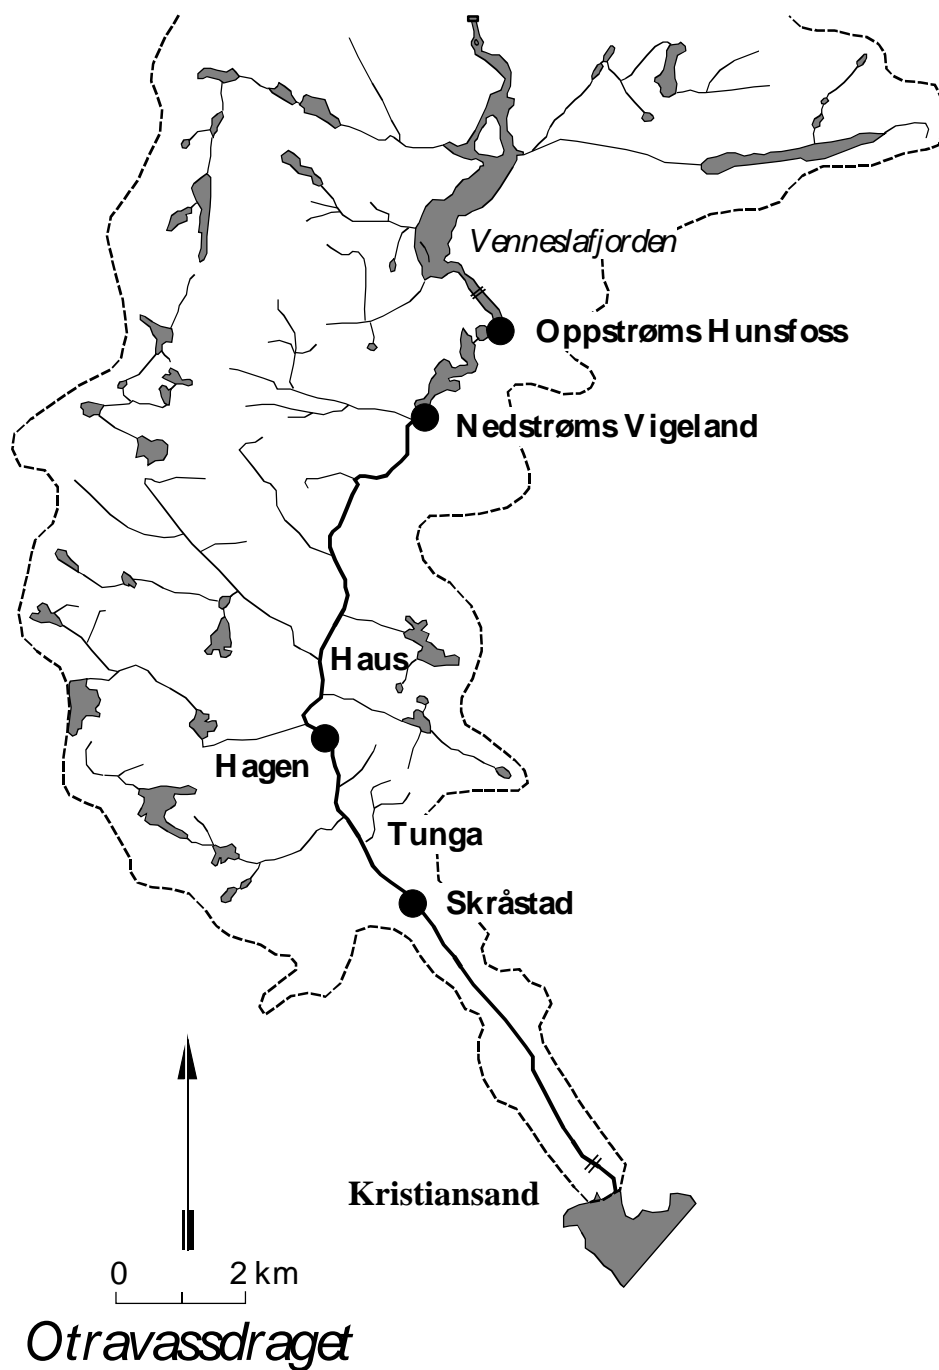 Venneslafjorden
Oppstrøms Hunsfoss
Nedstrøms Vigeland
Haus
Hagen
Tunga
Skråstad
Kristiansand
0 2 km
Otravassdraget